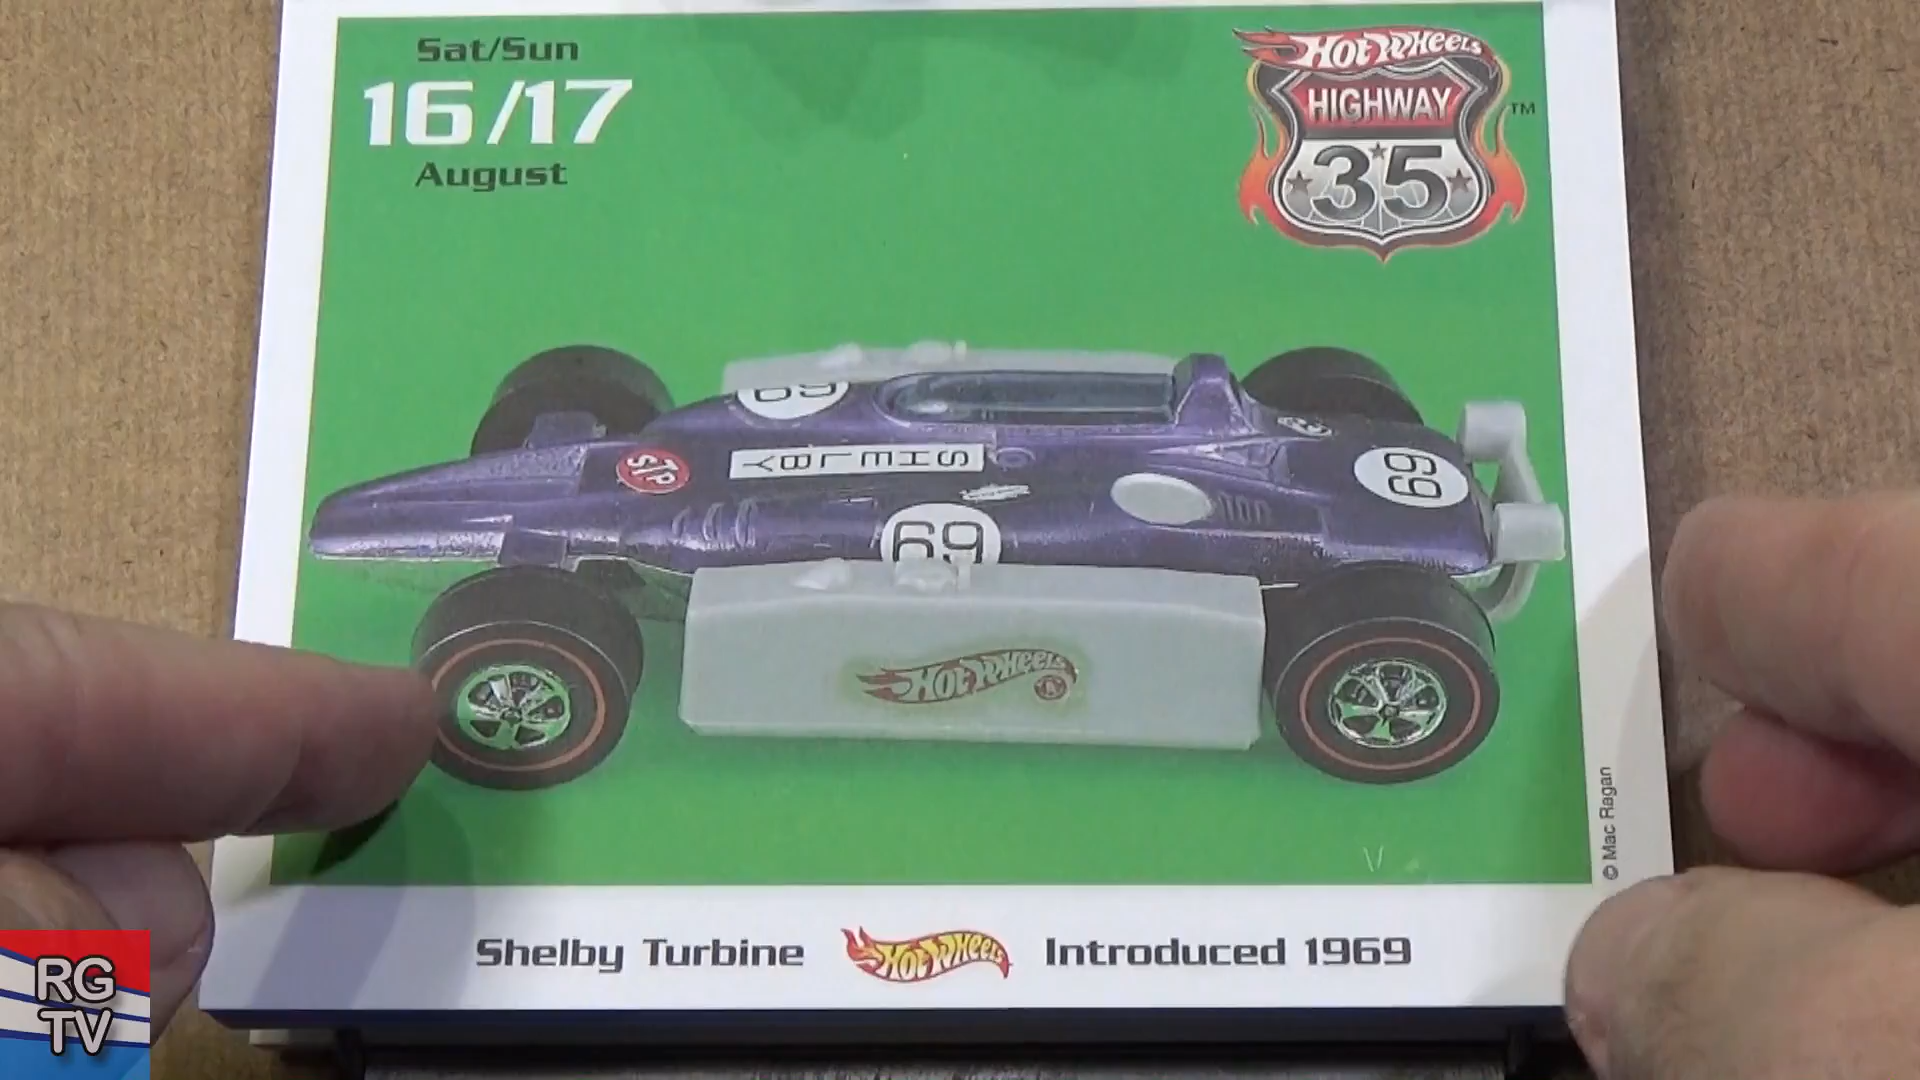 Sat/Sun
16/17
August
HOT WHEELS
HIGHWAY
35
TM
69
STP
SHELBY
69
69
HOT WHEELS
© Mac Ragan
Shelby Turbine HOT WHEELS Introduced 1969
RG
TV